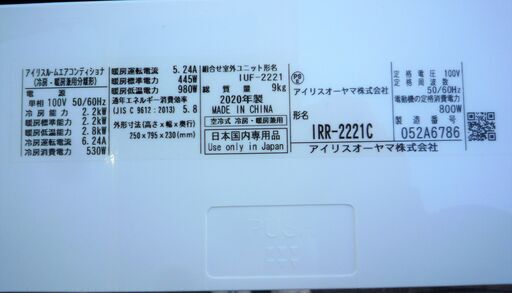 アイリスルームエアコンディショナ
(冷房・暖房兼用分離形)
電源
単相 100V 50/60Hz
冷房能力 2.2kW
暖房標準能力 2.2kW
暖房低温能力 2.8kW
冷房運転電流 6.24A
冷房消費電力 530W
暖房運転電流 5.24A
暖房標準電力 445W
暖房低温電力 980W
通年エネルギー消費効率
(JIS C 9612：2013) 5.8
外形寸法 (高さ×幅×奥行)
250×795×230(mm)
組合せ室外ユニット形名
IUF-2221
総質量 9kg
2020年製
MADE IN CHINA
空冷式 冷房・暖房兼用
日本国内専用品
Use only in Japan
PS
E
アイリスオーヤマ株式会社
形名
IRR-2221C
アイリスオーヤマ株式会社
定格電圧 100V
定格周波数 50/60Hz
電動機の定格消費電力
800W
製造番号
052A6786
PUSH